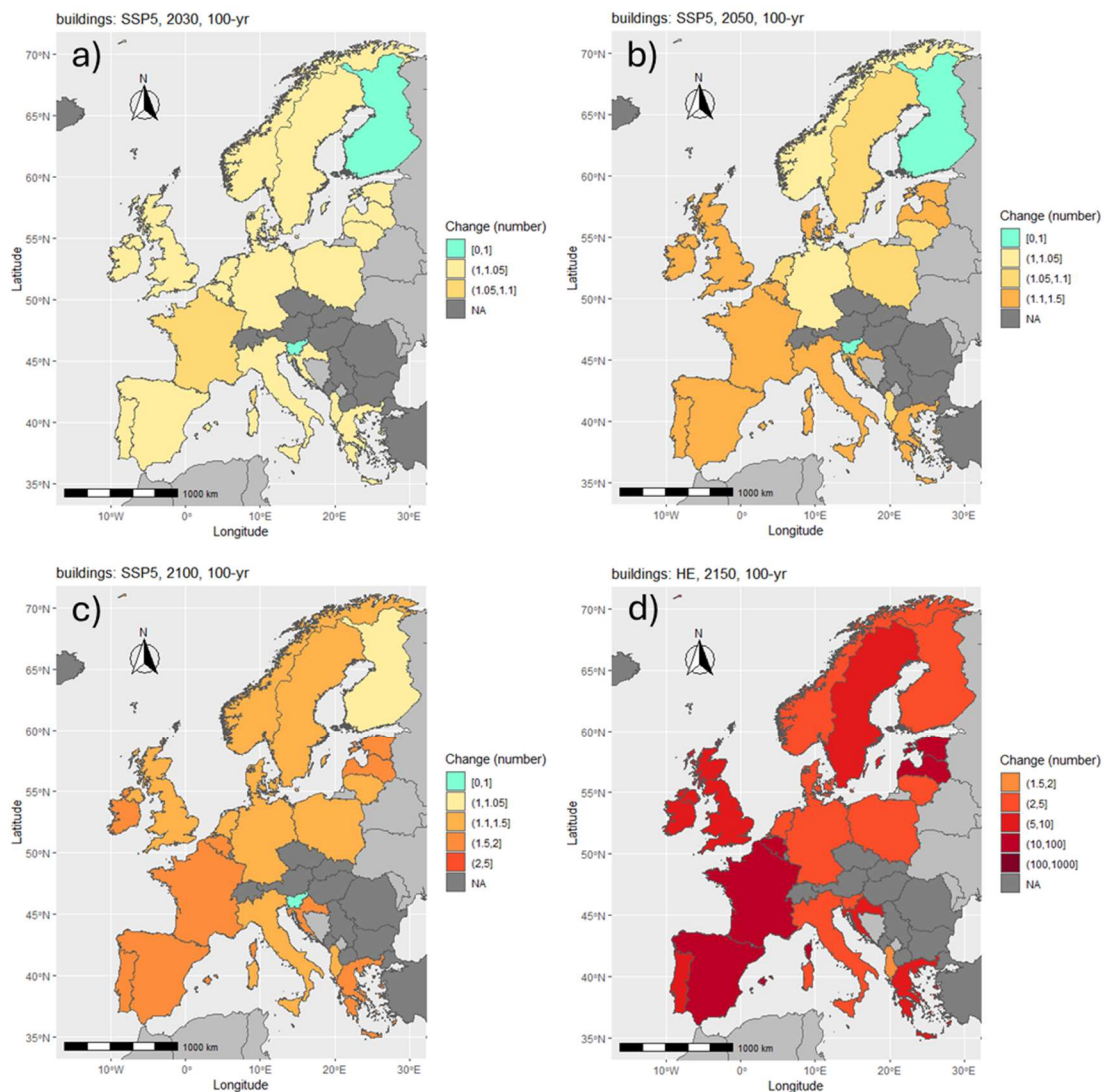 buildings: SSP5, 2030, 100-yr
a)
N
70°N
65°N
60°N
55°N
50°N
45°N
40°N
35°N
Latitude
1000 km
10°W
0°
10°E
20°E
30°E
Longitude
Change (number)
[0,1]
(1,1.05]
(1.05,1.1]
NA
buildings: SSP5, 2050, 100-yr
b)
N
70°N
65°N
60°N
55°N
50°N
45°N
40°N
35°N
Latitude
1000 km
10°W
0°
10°E
20°E
30°E
Longitude
Change (number)
[0,1]
(1,1.05]
(1.05,1.1]
(1.1,1.5]
NA
buildings: SSP5, 2100, 100-yr
c)
N
70°N
65°N
60°N
55°N
50°N
45°N
40°N
35°N
Latitude
1000 km
10°W
0°
10°E
20°E
30°E
Longitude
Change (number)
[0,1]
(1,1.05]
(1.1,1.5]
(1.5,2]
(2,5]
NA
buildings: HE, 2150, 100-yr
d)
N
70°N
65°N
60°N
55°N
50°N
45°N
40°N
35°N
Latitude
1000 km
10°W
0°
10°E
20°E
30°E
Longitude
Change (number)
(1.5,2]
(2,5]
(5,10]
(10,100]
(100,1000]
NA